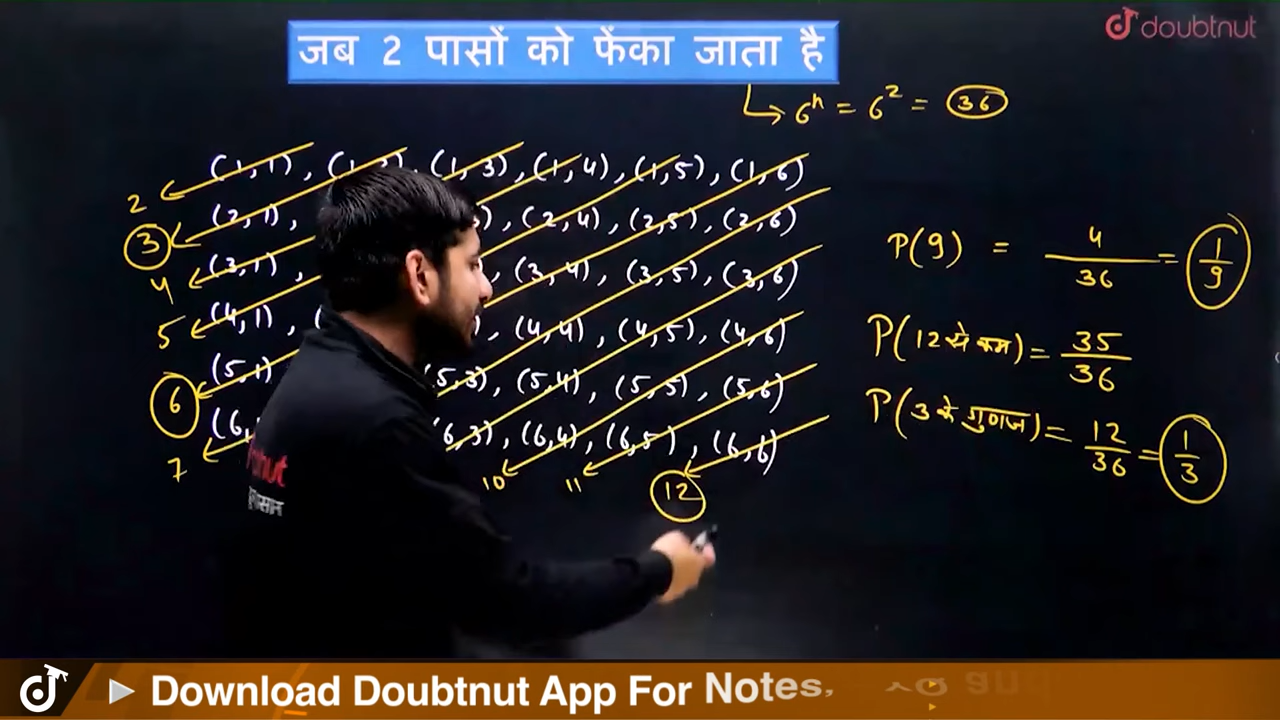 doubtnut
जब 2 पासों को फेंका जाता है
6ⁿ = 6² = 36
(1,1), (1,2), (1,3), (1,4), (1,5), (1,6)
2
(2,1), (2,4), (2,5), (2,6)
3
(3,1), (3,4), (3,5), (3,6)
4
(4,1), (4,4), (4,5), (4,6)
5
(5,1) (5,3), (5,4), (5,5), (5,6)
6
(6,3), (6,4), (6,5), (6,6)
7
10 11 12
P(9) = 4/36 = 1/9
P(12 से कम) = 35/36
P(3 के गुणज) = 12/36 = 1/3
Download Doubtnut App For Notes,